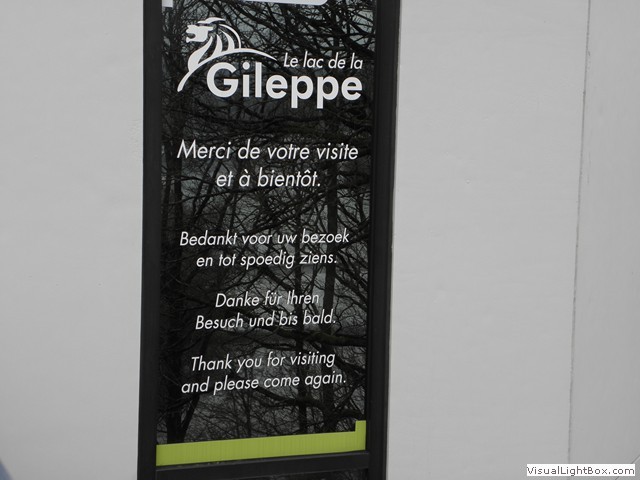 Le lac de la
Gileppe
Merci de votre visite
et à bientôt.
Bedankt voor uw bezoek
en tot spoedig ziens.
Danke für Ihren
Besuch und bis bald.
Thank you for visiting
and please come again.
VisualLightBox.com